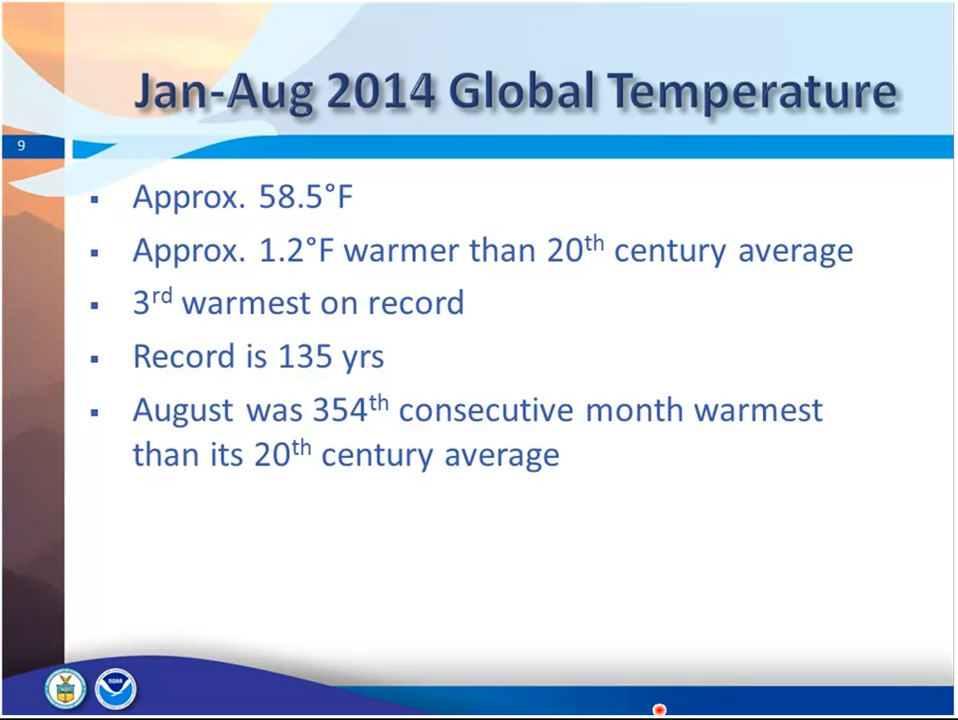 Jan-Aug 2014 Global Temperature
9
▪ Approx. 58.5°F
▪ Approx. 1.2°F warmer than 20th century average
▪ 3rd warmest on record
▪ Record is 135 yrs
▪ August was 354th consecutive month warmest
than its 20th century average